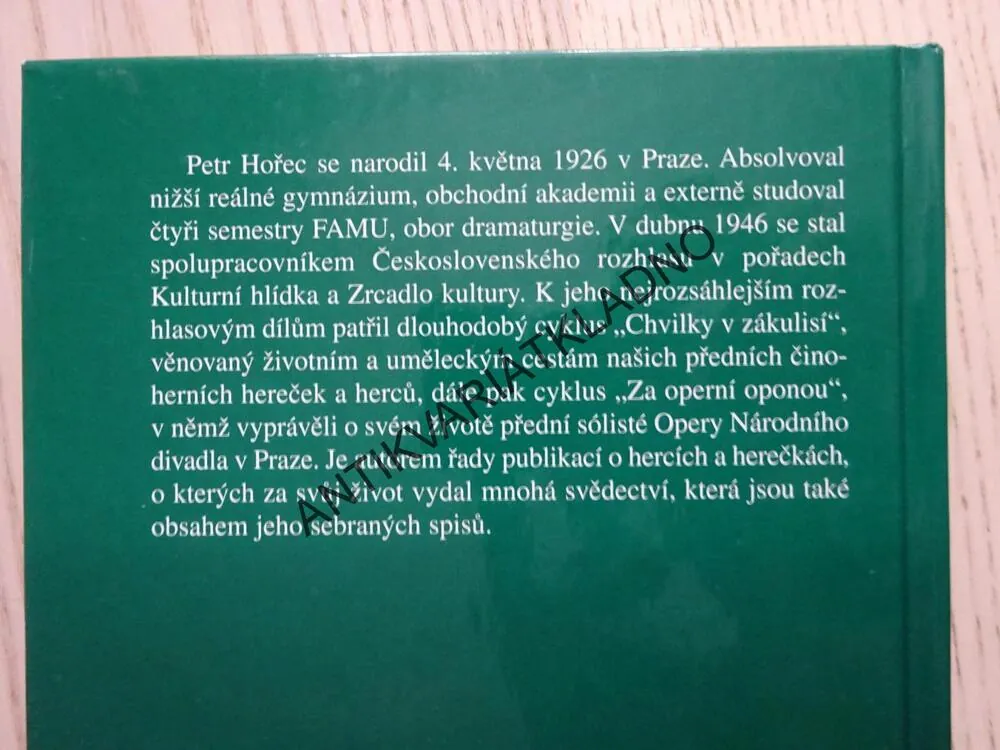 Petr Hořec se narodil 4. května 1926 v Praze. Absolvoval
nižší reálné gymnázium, obchodní akademii a externě studoval
čtyři semestry FAMU, obor dramaturgie. V dubnu 1946 se stal
spolupracovníkem Československého rozhlasu v pořadech
Kulturní hlídka a Zrcadlo kultury. K jeho nejrozsáhlejším roz-
hlasovým dílům patřil dlouhodobý cyklus „Chvilky v zákulisí“,
věnovaný životním a uměleckým cestám našich předních čino-
herních hereček a herců, dále pak cyklus „Za operní oponou“,
v němž vyprávěli o svém životě přední sólisté Opery Národního
divadla v Praze. Je autorem řady publikací o hercích a herečkách,
o kterých za svůj život vydal mnohá svědectví, která jsou také
obsahem jeho sebraných spisů.
ANTIKVARIÁTKLADNO